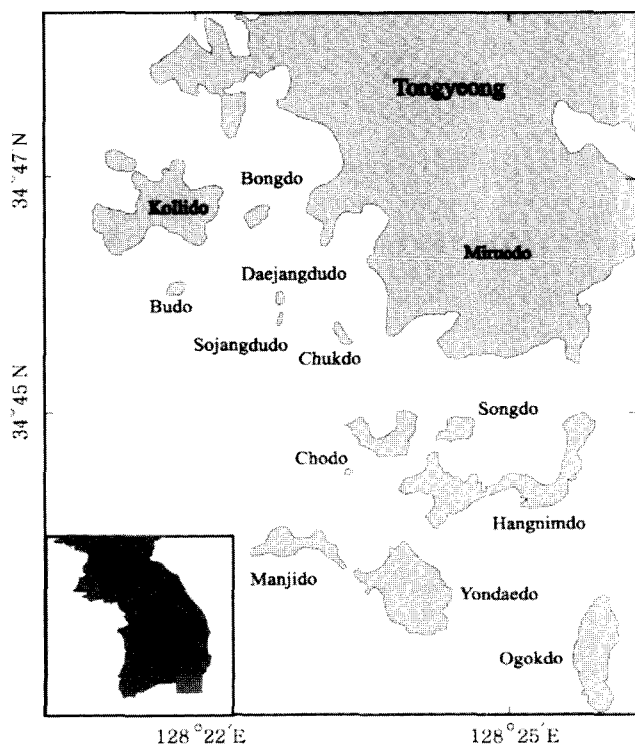 Tongyeong
34°47' N
Bongdo
Kollido
Mirucdo
Daejangdudo
Budo
Sojangdudo
Chukdo
34°45' N
Songdo
Chodo
Hangnimdo
Manjido
Yondaedo
Ogokdo
128°22' E
128°25' E